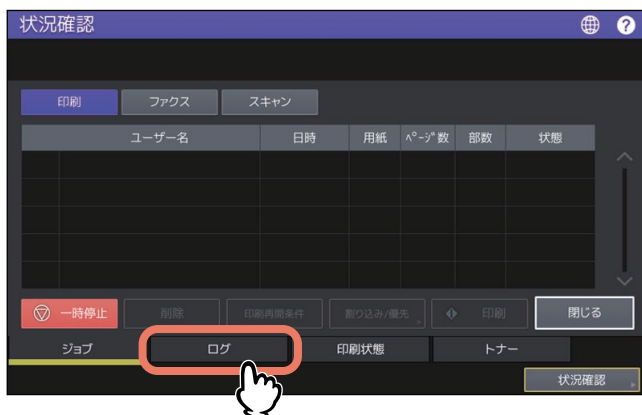 状況確認
?
印刷 ファクス スキャン
ユーザー名 日時 用紙 ページ数 部数 状態
一時停止 削除 印刷再開条件 割り込み/優先 印刷 閉じる
ジョブ ログ 印刷状態 トナー
状況確認